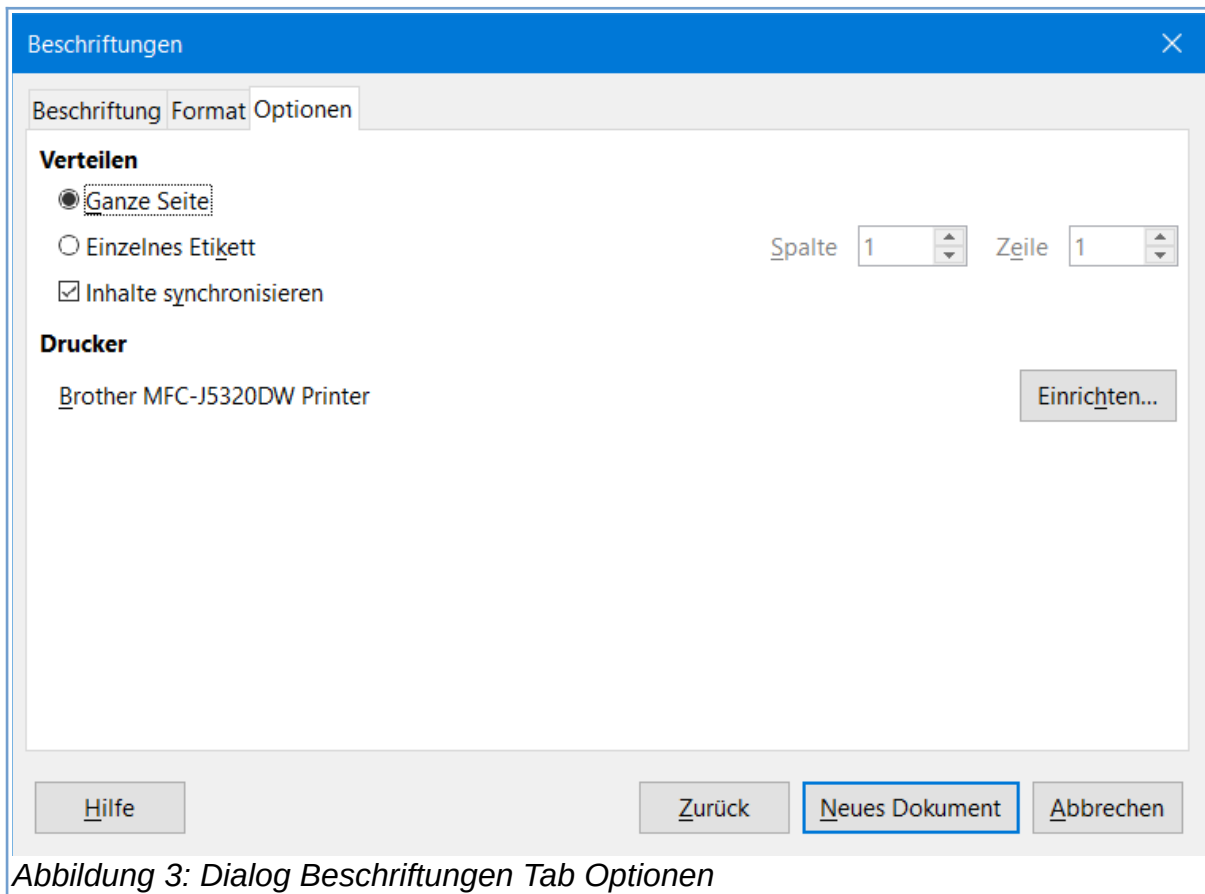 Beschriftungen
Beschriftung Format Optionen
Verteilen
Ganze Seite
Einzelnes Etikett Spalte 1 Zeile 1
Inhalte synchronisieren
Drucker
Brother MFC-J5320DW Printer Einrichten...
Hilfe Zurück Neues Dokument Abbrechen
Abbildung 3: Dialog Beschriftungen Tab Optionen